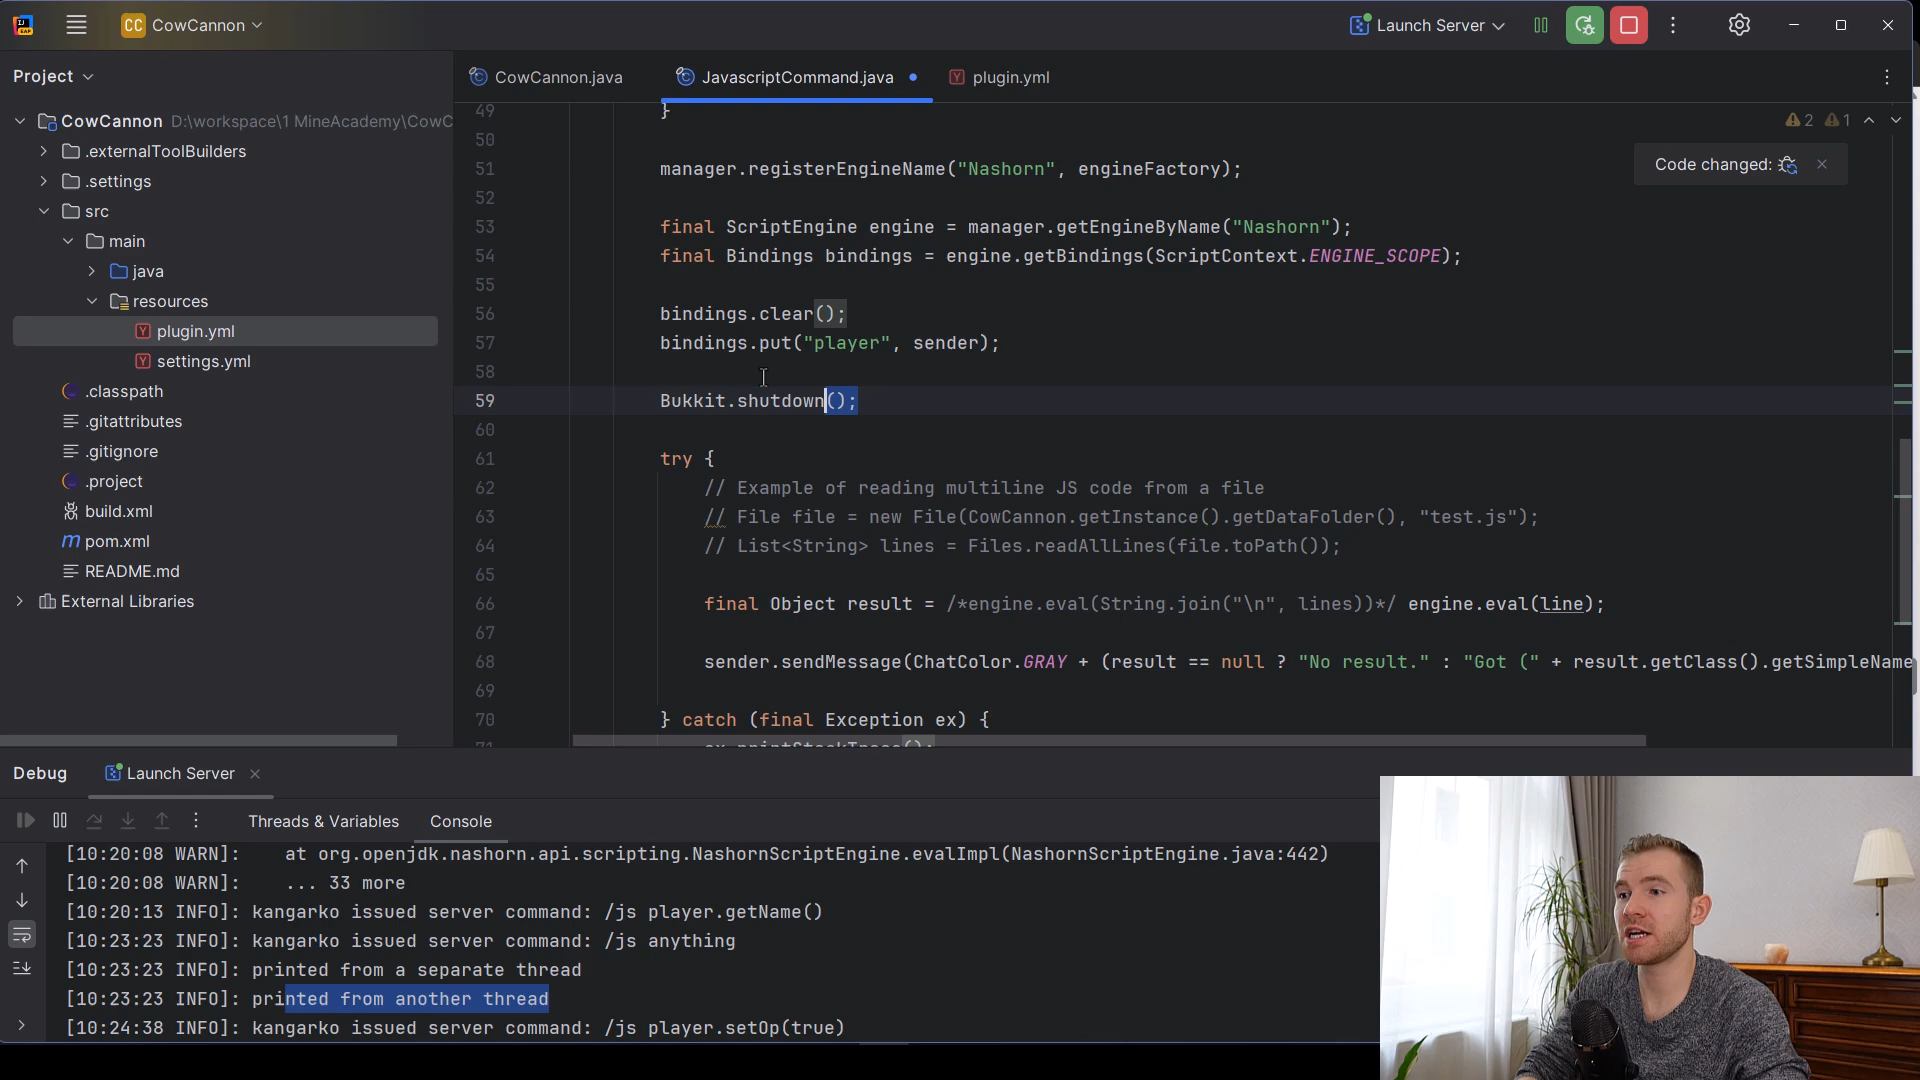 CC CowCannon
Launch Server
Project
CowCannon.java
JavascriptCommand.java
plugin.yml
CowCannon D:\workspace\1 MineAcademy\CowC
.externalToolBuilders
.settings
src
main
java
resources
plugin.yml
settings.yml
.classpath
.gitattributes
.gitignore
.project
build.xml
pom.xml
README.md
External Libraries
2 1
Code changed:
49 }
50
51 manager.registerEngineName("Nashorn", engineFactory);
52
53 final ScriptEngine engine = manager.getEngineByName("Nashorn");
54 final Bindings bindings = engine.getBindings(ScriptContext.ENGINE_SCOPE);
55
56 bindings.clear();
57 bindings.put("player", sender);
58
59 Bukkit.shutdown();
60
61 try {
62 // Example of reading multiline JS code from a file
63 // File file = new File(CowCannon.getInstance().getDataFolder(), "test.js");
64 // List<String> lines = Files.readAllLines(file.toPath());
65
66 final Object result = /*engine.eval(String.join("\n", lines))*/ engine.eval(line);
67
68 sender.sendMessage(ChatColor.GRAY + (result == null ? "No result." : "Got (" + result.getClass().getSimpleName
69
70 } catch (final Exception ex) {
71 ex.printStackTrace();
Debug
Launch Server
Threads & Variables
Console
[10:20:08 WARN]: at org.openjdk.nashorn.api.scripting.NashornScriptEngine.evalImpl(NashornScriptEngine.java:442)
[10:20:08 WARN]: ... 33 more
[10:20:13 INFO]: kangarko issued server command: /js player.getName()
[10:23:23 INFO]: kangarko issued server command: /js anything
[10:23:23 INFO]: printed from a separate thread
[10:23:23 INFO]: printed from another thread
[10:24:38 INFO]: kangarko issued server command: /js player.setOp(true)